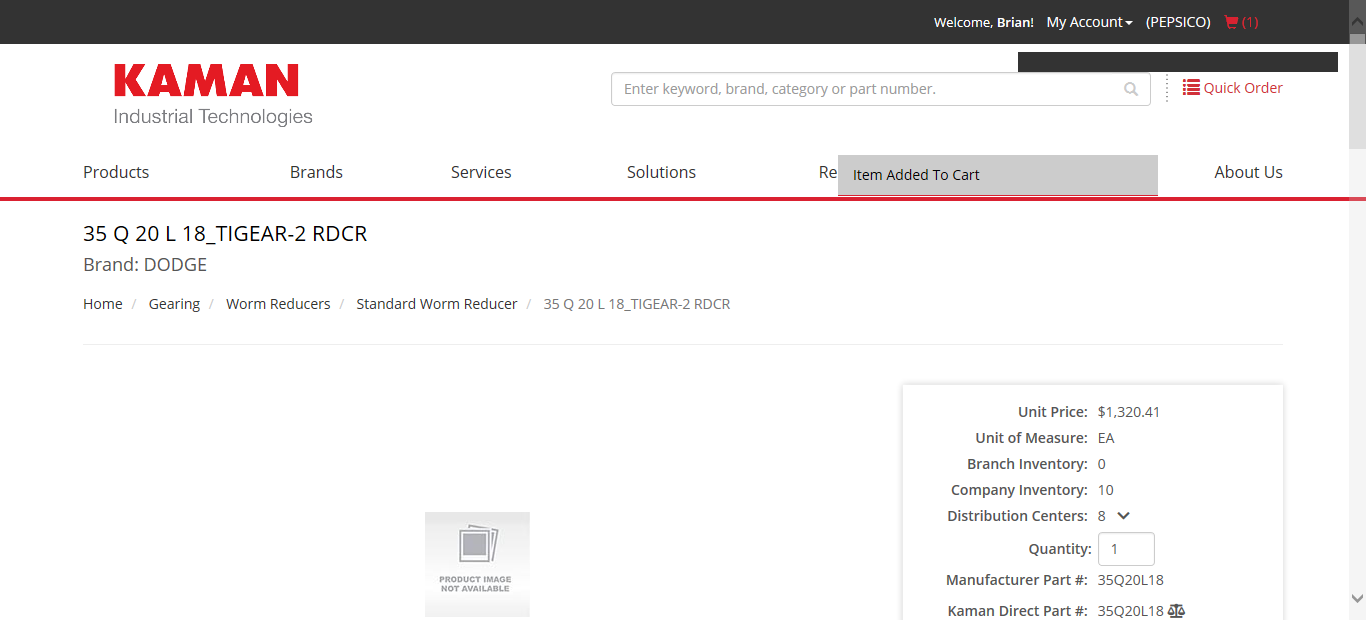 Welcome, Brian! My Account (PEPSICO) (1)
KAMAN
Industrial Technologies
Enter keyword, brand, category or part number.
Quick Order
Products Brands Services Solutions Re About Us
Item Added To Cart
35 Q 20 L 18_TIGEAR-2 RDCR
Brand: DODGE
Home / Gearing / Worm Reducers / Standard Worm Reducer / 35 Q 20 L 18_TIGEAR-2 RDCR
Unit Price: $1,320.41
Unit of Measure: EA
Branch Inventory: 0
Company Inventory: 10
Distribution Centers: 8
Quantity: 1
Manufacturer Part #: 35Q20L18
Kaman Direct Part #: 35Q20L18
PRODUCT IMAGE
NOT AVAILABLE